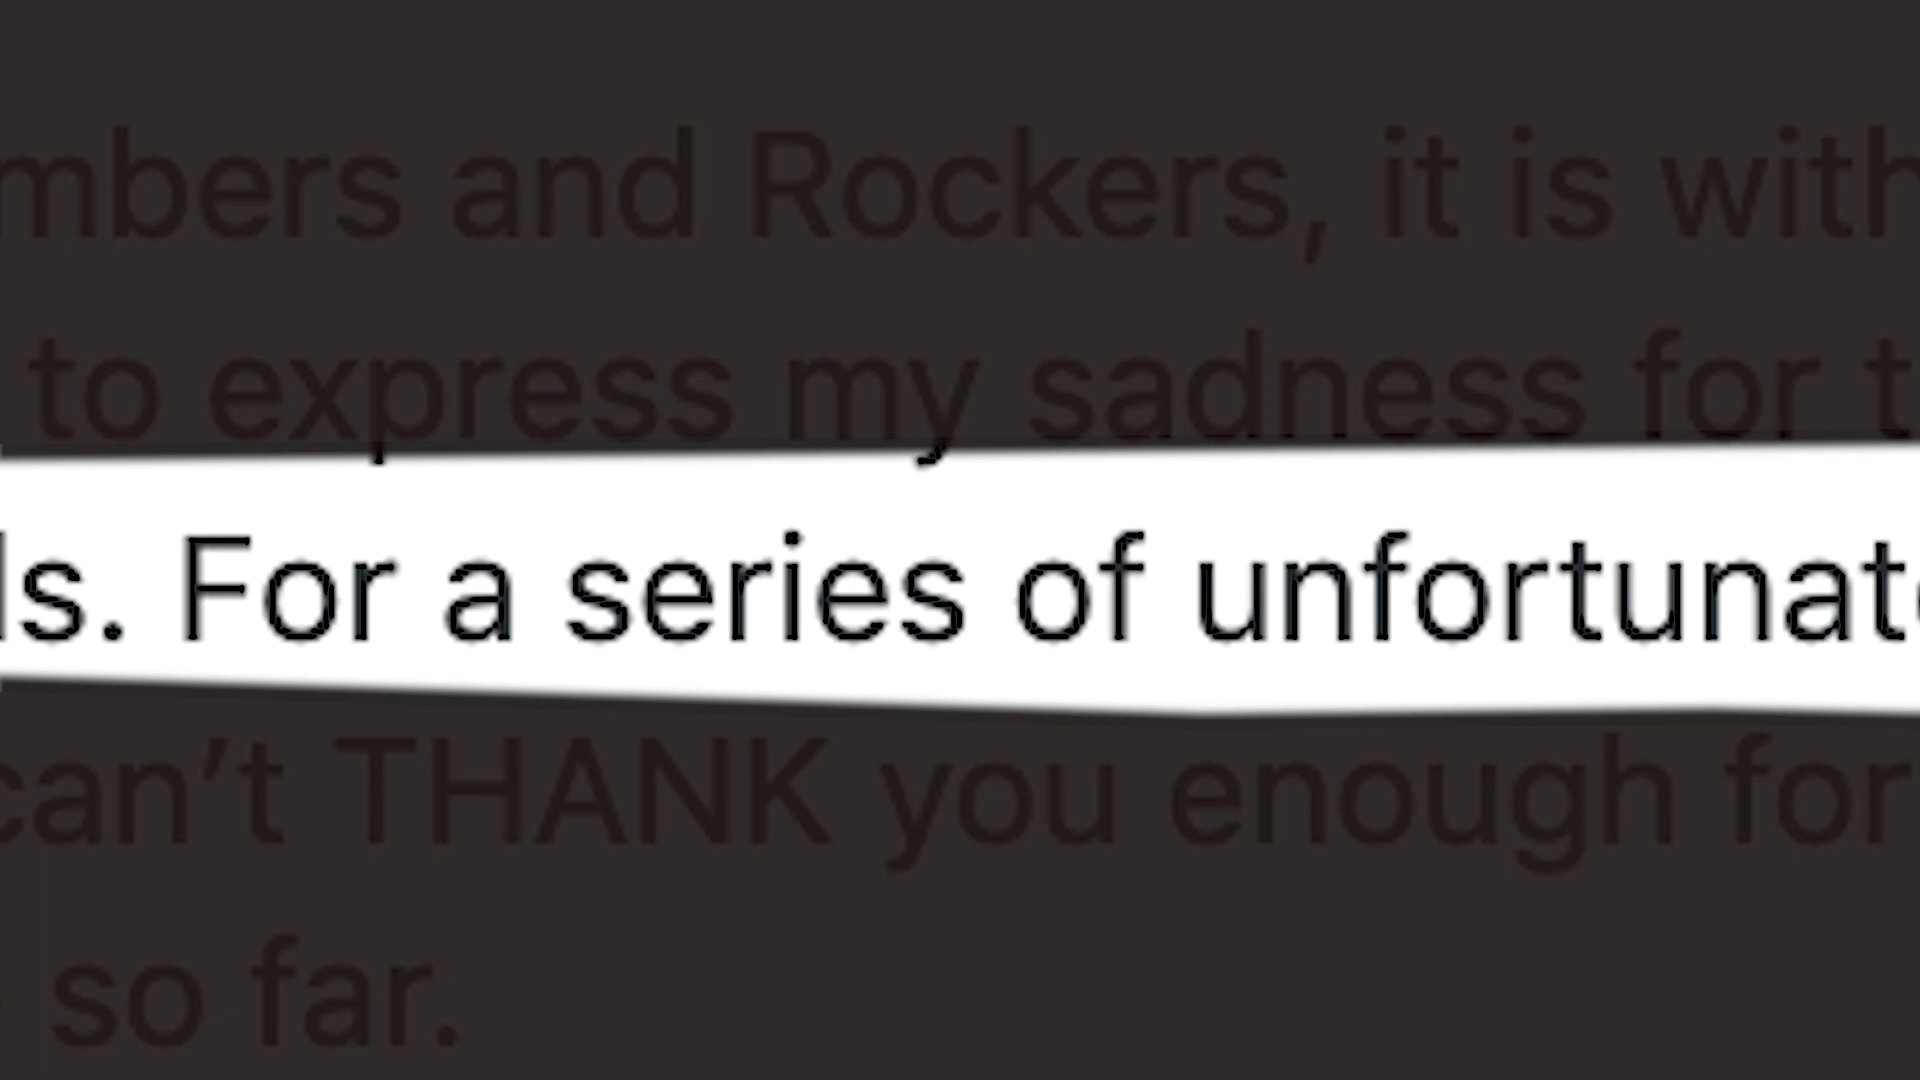 mbers and Rockers, it is with
to express my sadness for t
ls. For a series of unfortunate
can’t THANK you enough for
so far.